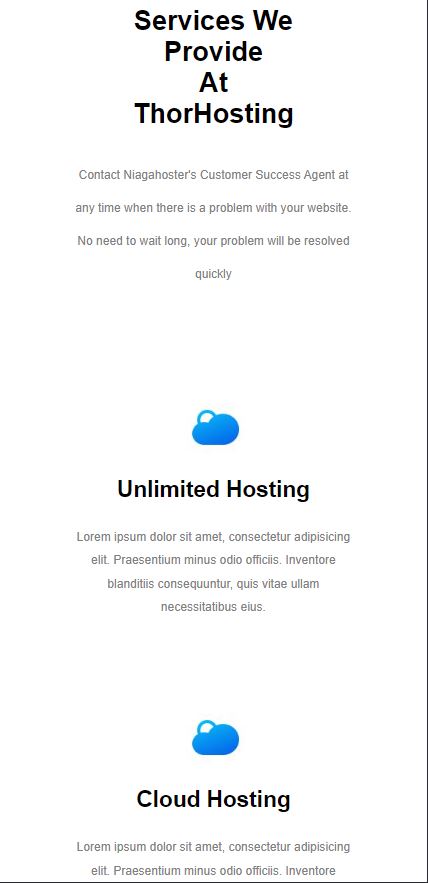 Services We
Provide
At
ThorHosting
Contact Niagahoster's Customer Success Agent at
any time when there is a problem with your website.
No need to wait long, your problem will be resolved
quickly
Unlimited Hosting
Lorem ipsum dolor sit amet, consectetur adipisicing
elit. Praesentium minus odio officiis. Inventore
blanditiis consequuntur, quis vitae ullam
necessitatibus eius.
Cloud Hosting
Lorem ipsum dolor sit amet, consectetur adipisicing
elit. Praesentium minus odio officiis. Inventore